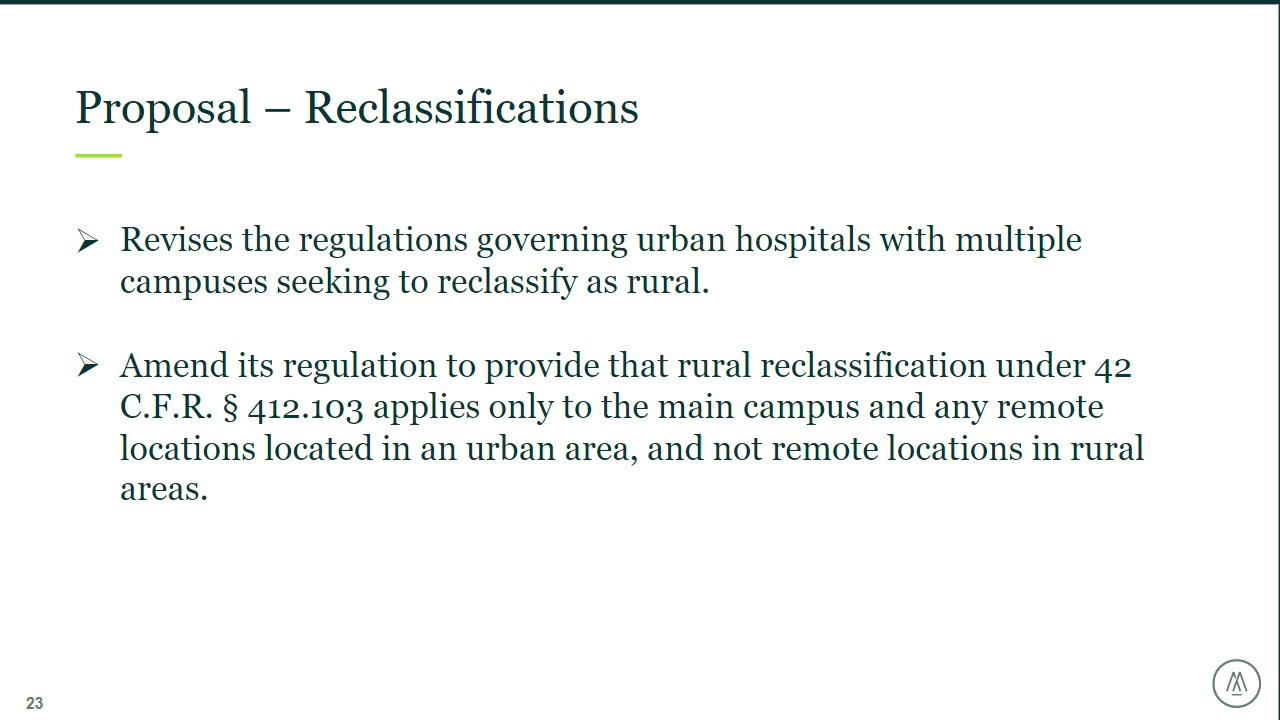 Proposal – Reclassifications
Revises the regulations governing urban hospitals with multiple
campuses seeking to reclassify as rural.
Amend its regulation to provide that rural reclassification under 42
C.F.R. § 412.103 applies only to the main campus and any remote
locations located in an urban area, and not remote locations in rural
areas.
23